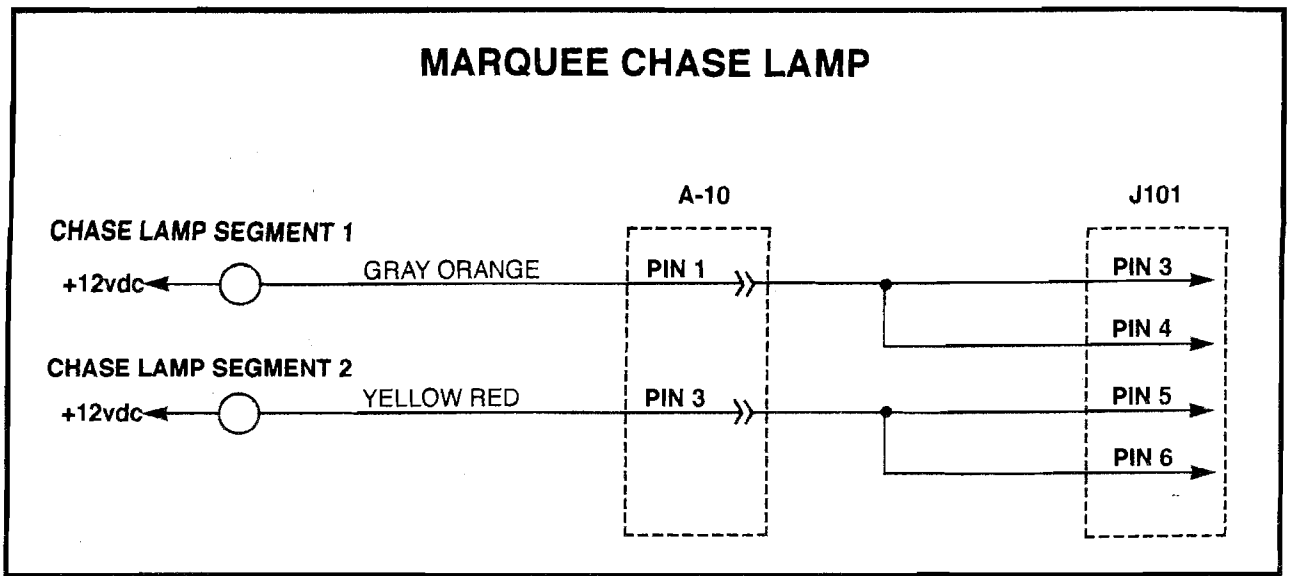 MARQUEE CHASE LAMP
A-10 J101
CHASE LAMP SEGMENT 1
+12vdc GRAY ORANGE PIN 1 PIN 3
PIN 4
CHASE LAMP SEGMENT 2
+12vdc YELLOW RED PIN 3 PIN 5
PIN 6